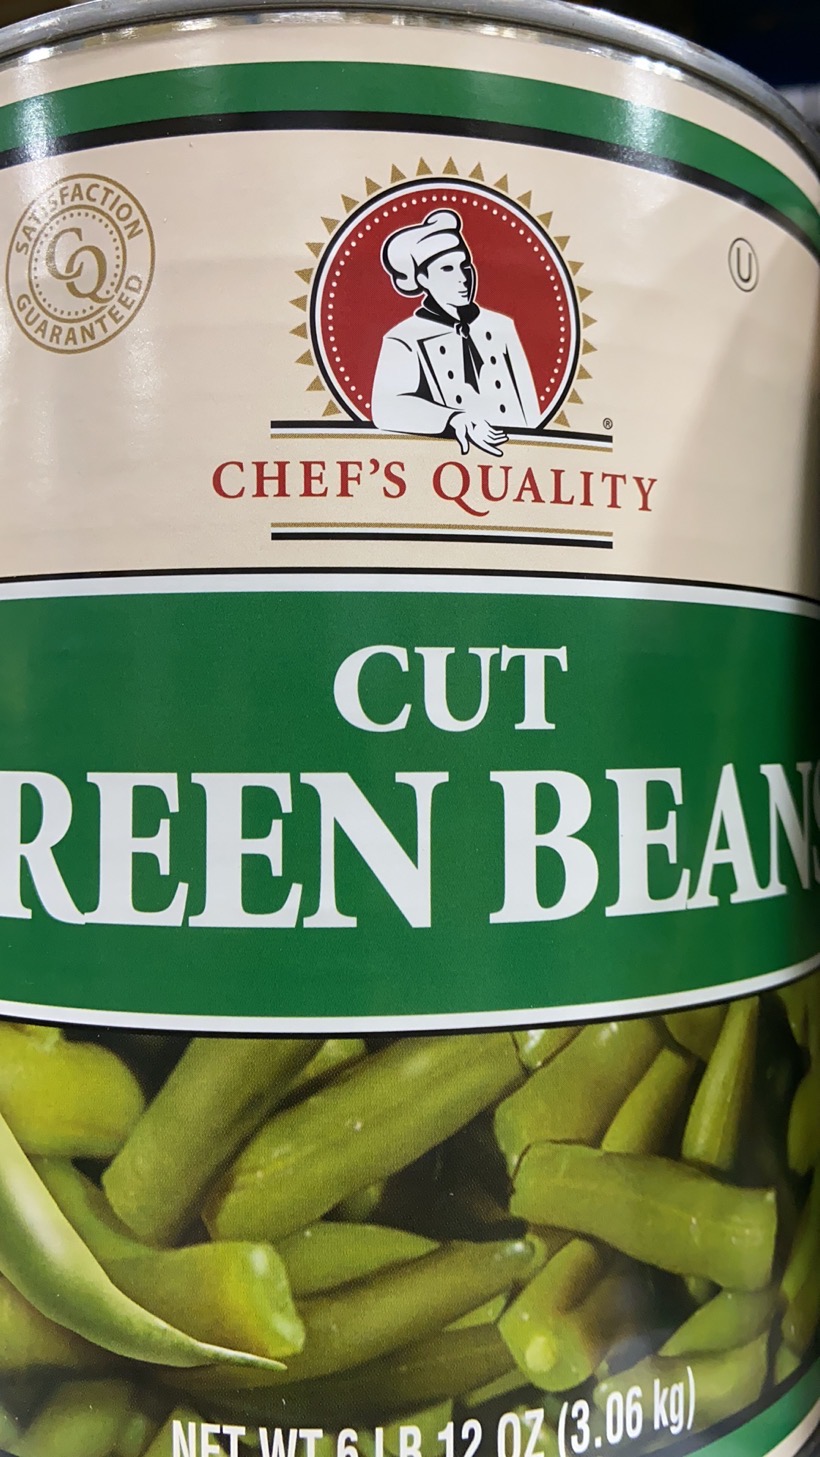 SATISFACTION
CQ
GUARANTEED
U
®
CHEF'S QUALITY
CUT
REEN BEANS
NET WT 6 LB 12 OZ (3.06 kg)